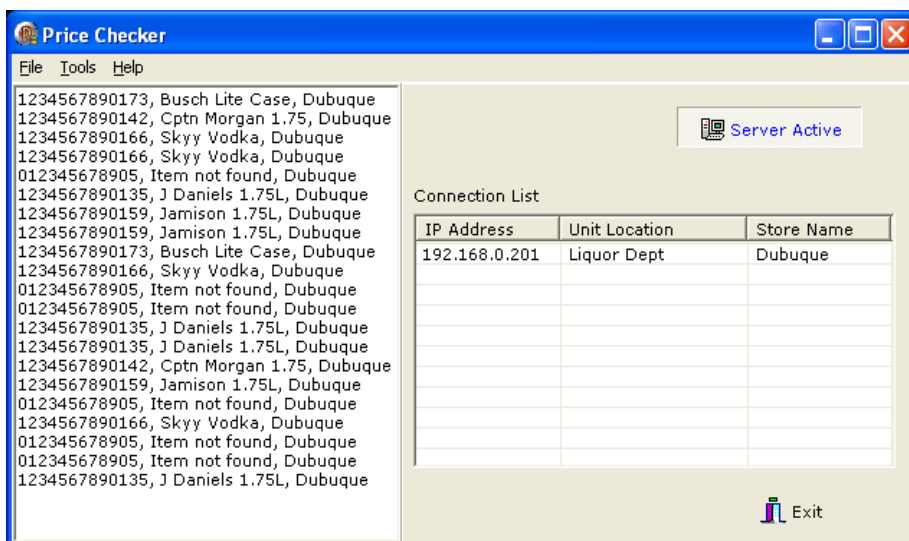 Price Checker
File Tools Help
1234567890173, Busch Lite Case, Dubuque
1234567890142, Cptn Morgan 1.75, Dubuque
1234567890166, Skyy Vodka, Dubuque
1234567890166, Skyy Vodka, Dubuque
012345678905, Item not found, Dubuque
1234567890135, J Daniels 1.75L, Dubuque
1234567890159, Jamison 1.75L, Dubuque
1234567890159, Jamison 1.75L, Dubuque
1234567890173, Busch Lite Case, Dubuque
1234567890166, Skyy Vodka, Dubuque
012345678905, Item not found, Dubuque
012345678905, Item not found, Dubuque
1234567890135, J Daniels 1.75L, Dubuque
1234567890135, J Daniels 1.75L, Dubuque
1234567890142, Cptn Morgan 1.75, Dubuque
1234567890159, Jamison 1.75L, Dubuque
012345678905, Item not found, Dubuque
1234567890166, Skyy Vodka, Dubuque
012345678905, Item not found, Dubuque
012345678905, Item not found, Dubuque
1234567890135, J Daniels 1.75L, Dubuque
Server Active
Connection List
IP Address Unit Location Store Name
192.168.0.201 Liquor Dept Dubuque
Exit